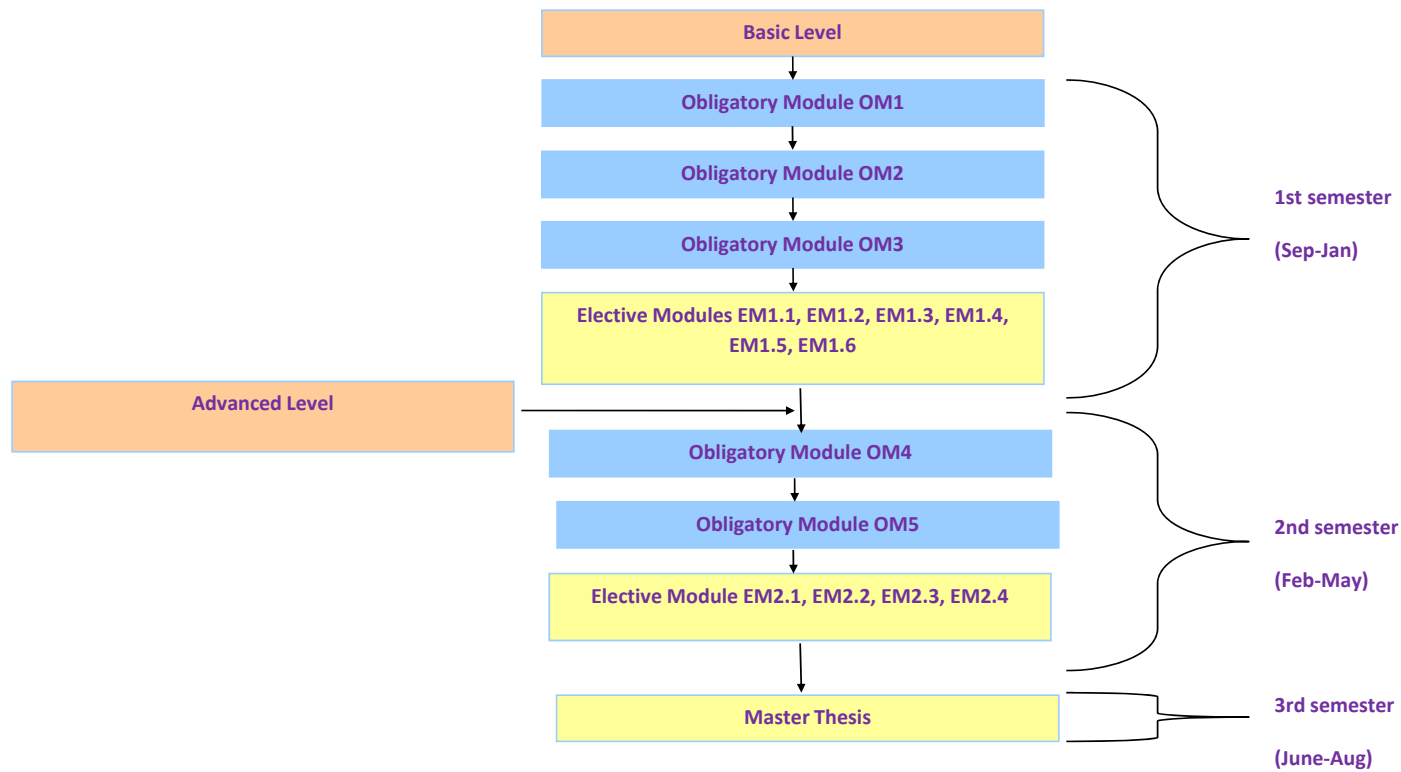 Basic Level
Obligatory Module OM1
Obligatory Module OM2
1st semester
Obligatory Module OM3
(Sep-Jan)
Elective Modules EM1.1, EM1.2, EM1.3, EM1.4,
EM1.5, EM1.6
Advanced Level
Obligatory Module OM4
Obligatory Module OM5
2nd semester
(Feb-May)
Elective Module EM2.1, EM2.2, EM2.3, EM2.4
Master Thesis
3rd semester
(June-Aug)